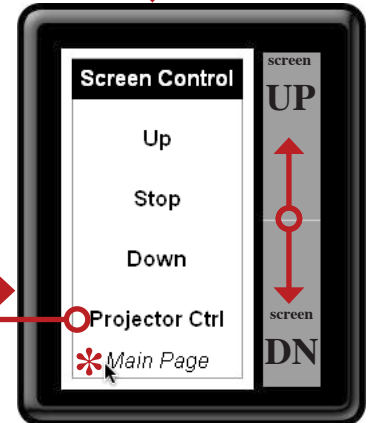 Screen Control
Up
Stop
Down
Projector Ctrl
*Main Page
screen
UP
screen
DN